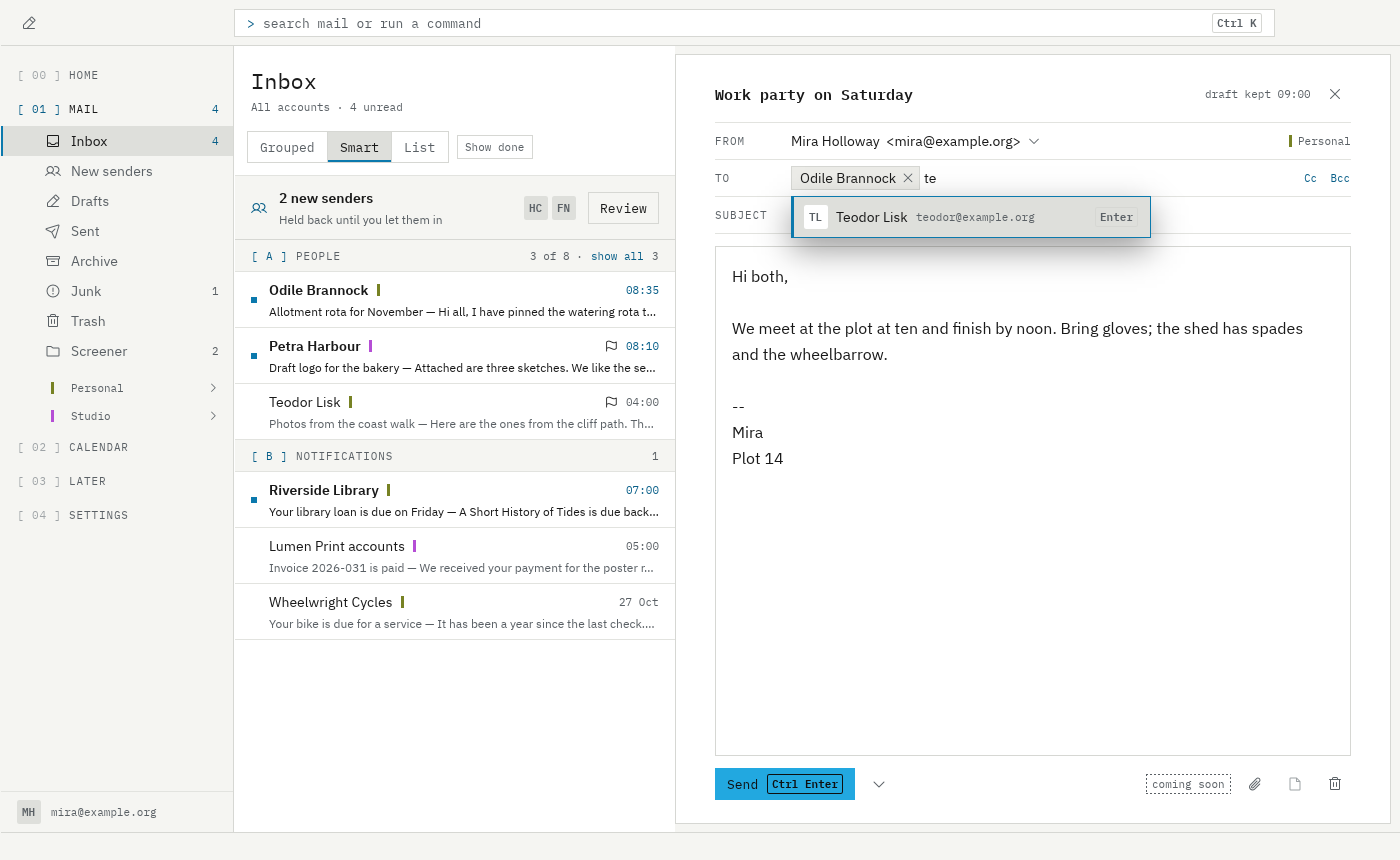 > search mail or run a command Ctrl K
[ 00 ] HOME
[ 01 ] MAIL 4
Inbox 4
New senders
Drafts
Sent
Archive
Junk 1
Trash
Screener 2
Personal
Studio
[ 02 ] CALENDAR
[ 03 ] LATER
[ 04 ] SETTINGS
MH mira@example.org
Inbox
All accounts · 4 unread
Grouped Smart List Show done
2 new senders
Held back until you let them in
HC FN Review
[ A ] PEOPLE 3 of 8 · show all 3
Odile Brannock 08:35
Allotment rota for November — Hi all, I have pinned the watering rota t…
Petra Harbour 08:10
Draft logo for the bakery — Attached are three sketches. We like the se…
Teodor Lisk 04:00
Photos from the coast walk — Here are the ones from the cliff path. Th…
[ B ] NOTIFICATIONS 1
Riverside Library 07:00
Your library loan is due on Friday — A Short History of Tides is due back…
Lumen Print accounts 05:00
Invoice 2026-031 is paid — We received your payment for the poster r…
Wheelwright Cycles 27 Oct
Your bike is due for a service — It has been a year since the last check.…
Work party on Saturday draft kept 09:00
FROM Mira Holloway <mira@example.org> Personal
TO Odile Brannock te Cc Bcc
SUBJECT
TL Teodor Lisk teodor@example.org Enter
Hi both,
We meet at the plot at ten and finish by noon. Bring gloves; the shed has spades
and the wheelbarrow.
--
Mira
Plot 14
Send Ctrl Enter coming soon